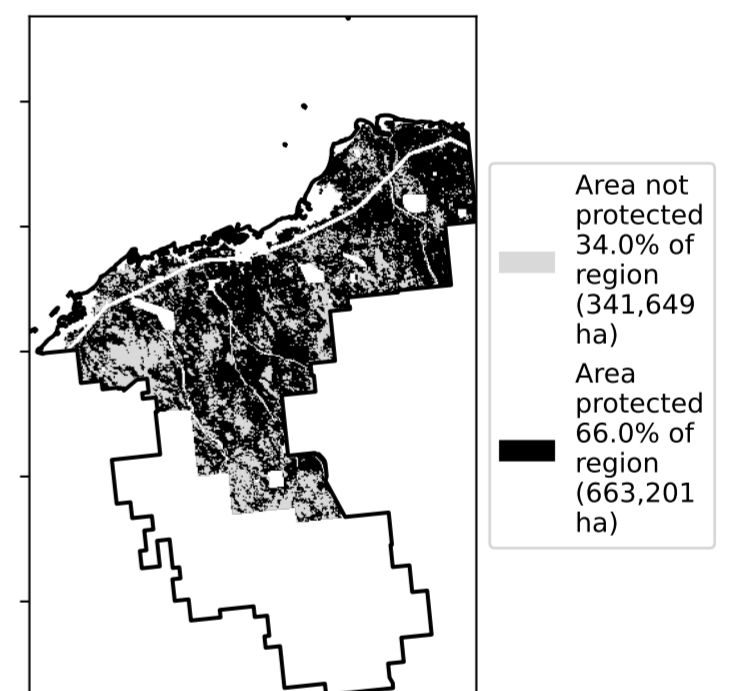 Area not
protected
34.0% of
region
(341,649
ha)
Area
protected
66.0% of
region
(663,201
ha)